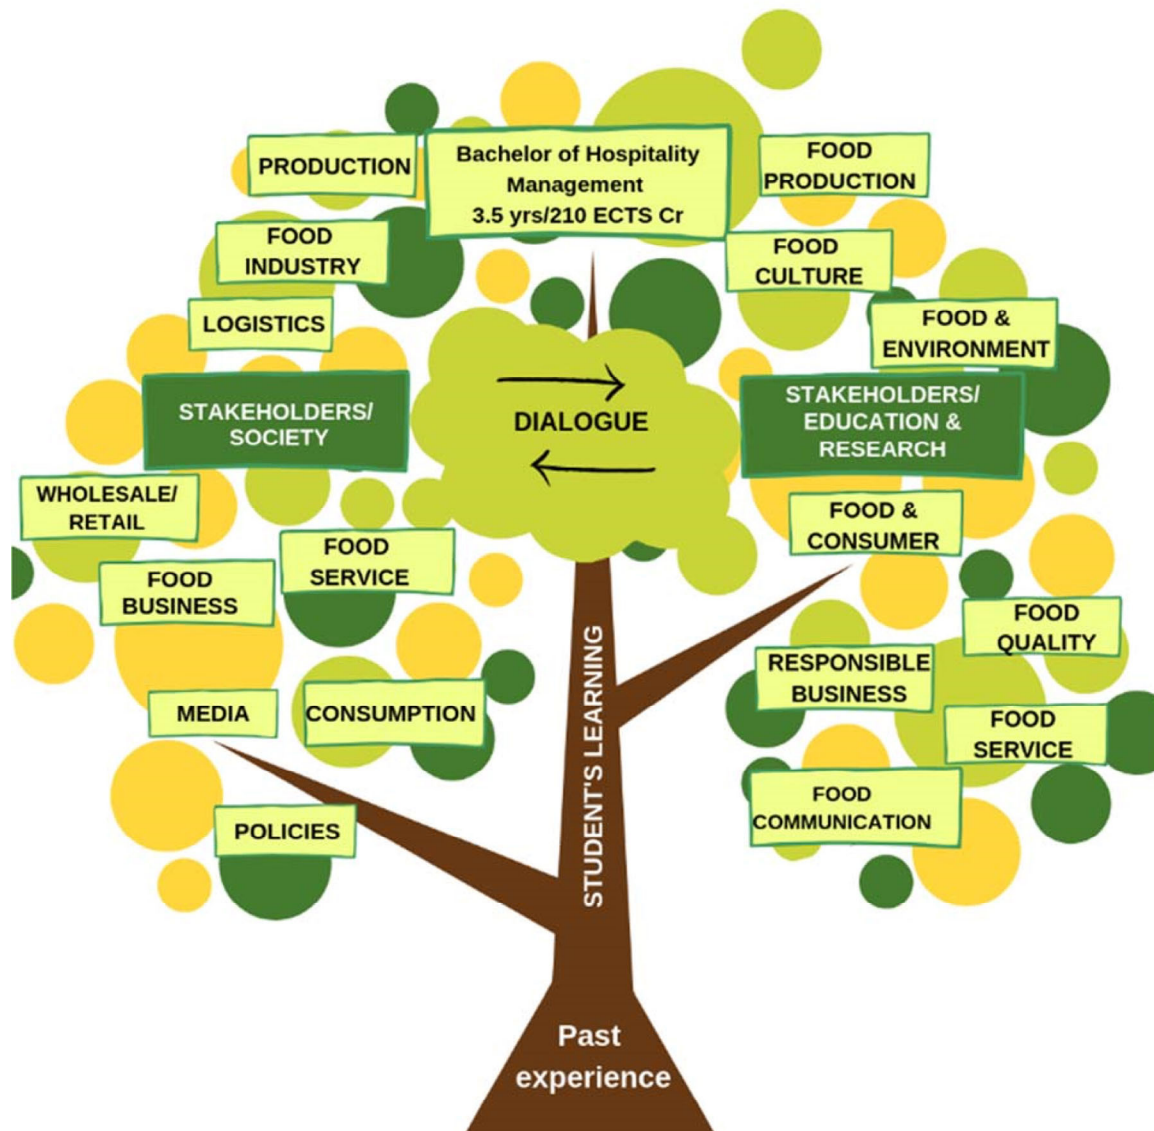 Bachelor of Hospitality
Management
3.5 yrs/210 ECTS Cr
PRODUCTION
FOOD
INDUSTRY
LOGISTICS
STAKEHOLDERS/
SOCIETY
WHOLESALE/
RETAIL
FOOD
SERVICE
FOOD
BUSINESS
MEDIA
CONSUMPTION
POLICIES
DIALOGUE
FOOD
PRODUCTION
FOOD
CULTURE
FOOD &
ENVIRONMENT
STAKEHOLDERS/
EDUCATION &
RESEARCH
FOOD &
CONSUMER
FOOD
QUALITY
RESPONSIBLE
BUSINESS
FOOD
SERVICE
FOOD
COMMUNICATION
STUDENT'S LEARNING
Past
experience